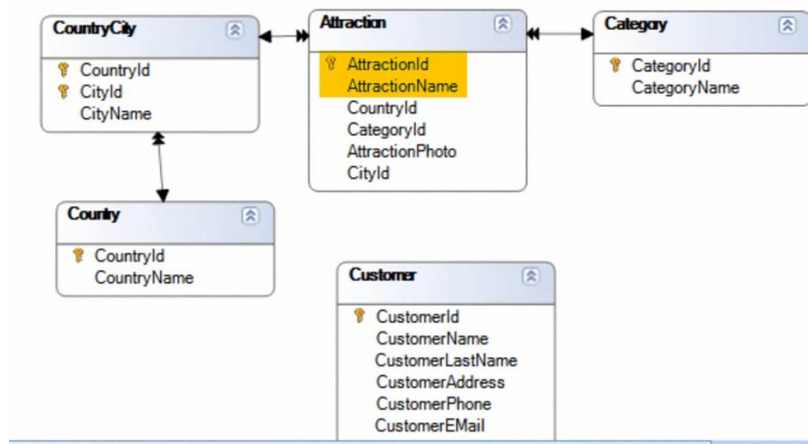 CountryCity
CountryId
CityId
CityName
Attraction
AttractionId
AttractionName
CountryId
CategoryId
AttractionPhoto
CityId
Category
CategoryId
CategoryName
Country
CountryId
CountryName
Customer
CustomerId
CustomerName
CustomerLastName
CustomerAddress
CustomerPhone
CustomerEMail